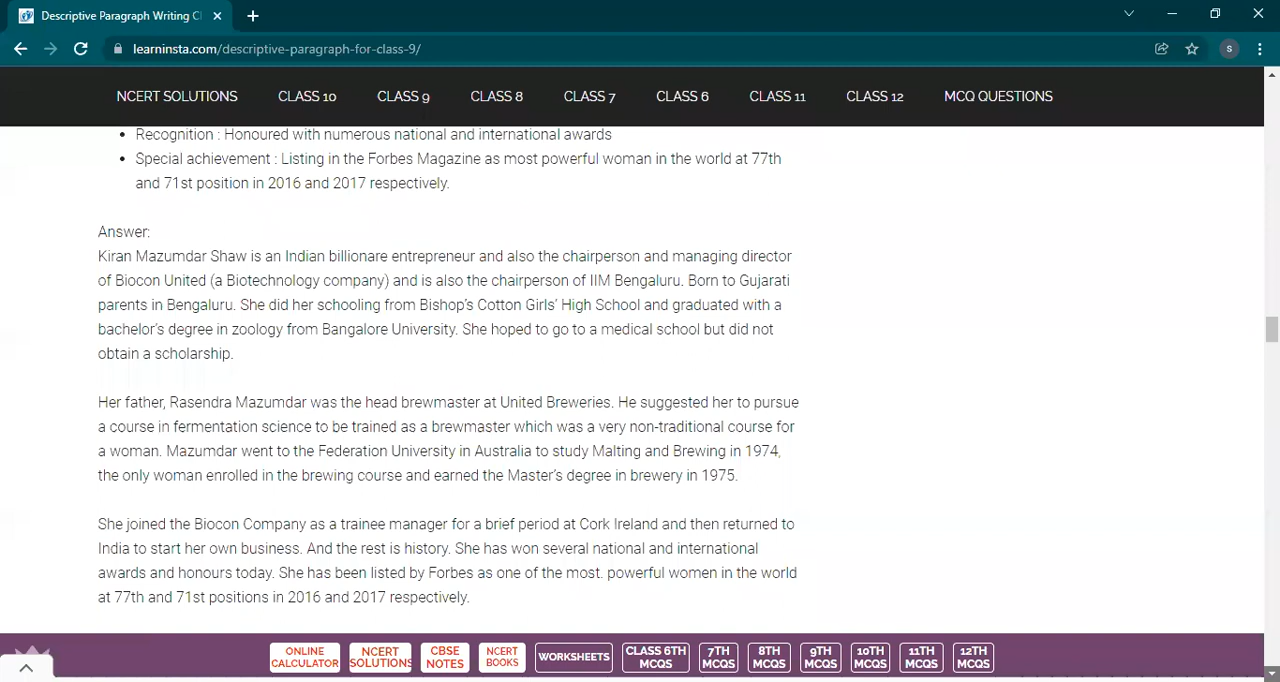 Descriptive Paragraph Writing Cl
learninsta.com/descriptive-paragraph-for-class-9/
S
NCERT SOLUTIONS CLASS 10 CLASS 9 CLASS 8 CLASS 7 CLASS 6 CLASS 11 CLASS 12 MCQ QUESTIONS
• Recognition : Honoured with numerous national and international awards
• Special achievement : Listing in the Forbes Magazine as most powerful woman in the world at 77th
and 71st position in 2016 and 2017 respectively.
Answer:
Kiran Mazumdar Shaw is an Indian billionare entrepreneur and also the chairperson and managing director
of Biocon United (a Biotechnology company) and is also the chairperson of IIM Bengaluru. Born to Gujarati
parents in Bengaluru. She did her schooling from Bishop’s Cotton Girls’ High School and graduated with a
bachelor’s degree in zoology from Bangalore University. She hoped to go to a medical school but did not
obtain a scholarship.
Her father, Rasendra Mazumdar was the head brewmaster at United Breweries. He suggested her to pursue
a course in fermentation science to be trained as a brewmaster which was a very non-traditional course for
a woman. Mazumdar went to the Federation University in Australia to study Malting and Brewing in 1974,
the only woman enrolled in the brewing course and earned the Master’s degree in brewery in 1975.
She joined the Biocon Company as a trainee manager for a brief period at Cork Ireland and then returned to
India to start her own business. And the rest is history. She has won several national and international
awards and honours today. She has been listed by Forbes as one of the most. powerful women in the world
at 77th and 71st positions in 2016 and 2017 respectively.
ONLINE CALCULATOR NCERT SOLUTIONS CBSE NOTES NCERT BOOKS WORKSHEETS CLASS 6TH MCQS 7TH MCQS 8TH MCQS 9TH MCQS 10TH MCQS 11TH MCQS 12TH MCQS